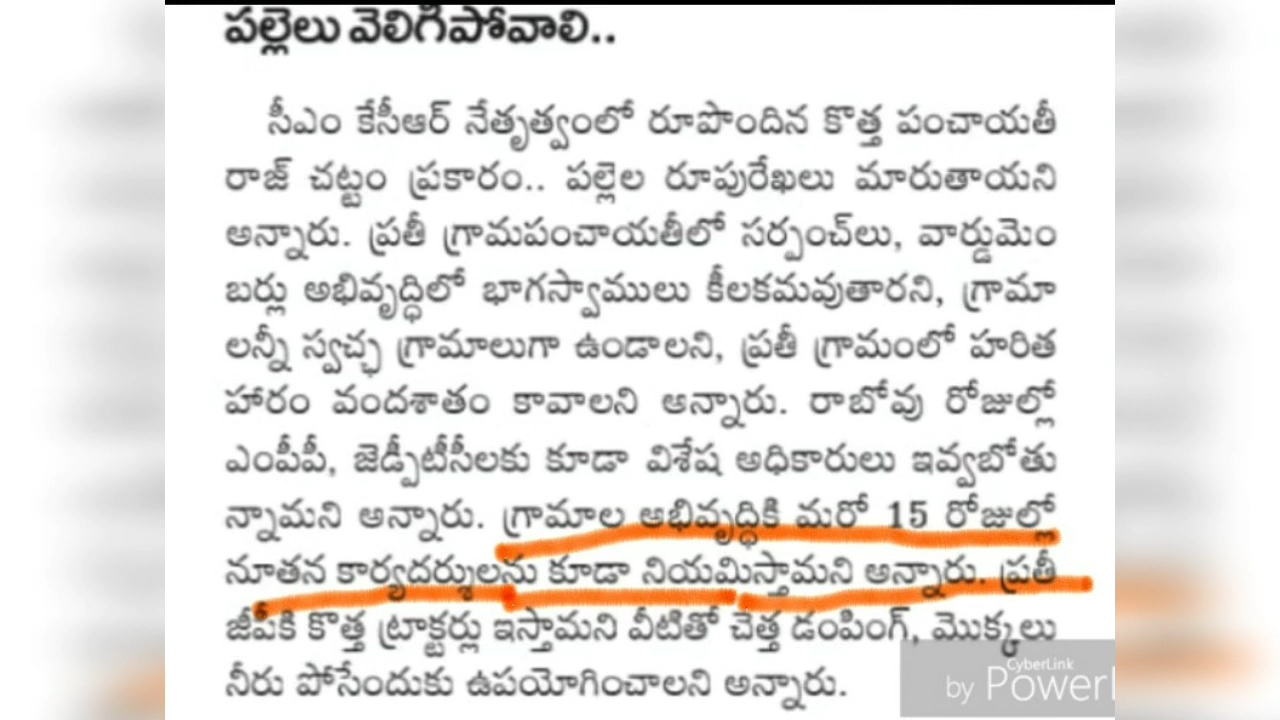 పల్లెలు వెలిగిపోవాలి..
సీఎం కేసీఆర్ నేతృత్వంలో రూపొందిన కొత్త పంచాయతీ
రాజ్ చట్టం ప్రకారం.. పల్లెల రూపురేఖలు మారుతాయని
అన్నారు. ప్రతీ గ్రామపంచాయతీలో సర్పంచ్‌లు, వార్డుమెం
బర్లు అభివృద్ధిలో భాగస్వాములు కీలకమవుతారని, గ్రామా
లన్నీ స్వచ్ఛ గ్రామాలుగా ఉండాలని, ప్రతీ గ్రామంలో హరిత
హారం వందశాతం కావాలని అన్నారు. రాబోవు రోజుల్లో
ఎంపీపీ, జెడ్పీటీసీలకు కూడా విశేష అధికారులు ఇవ్వబోతు
న్నామని అన్నారు. గ్రామాల అభివృద్ధికి మరో 15 రోజుల్లో
నూతన కార్యదర్శులను కూడా నియమిస్తామని అన్నారు. ప్రతీ
జీపీకి కొత్త ట్రాక్టర్లు ఇస్తామని వీటితో చెత్త డంపింగ్, మొక్కలు
నీరు పోసేందుకు ఉపయోగించాలని అన్నారు.
CyberLink
by Power